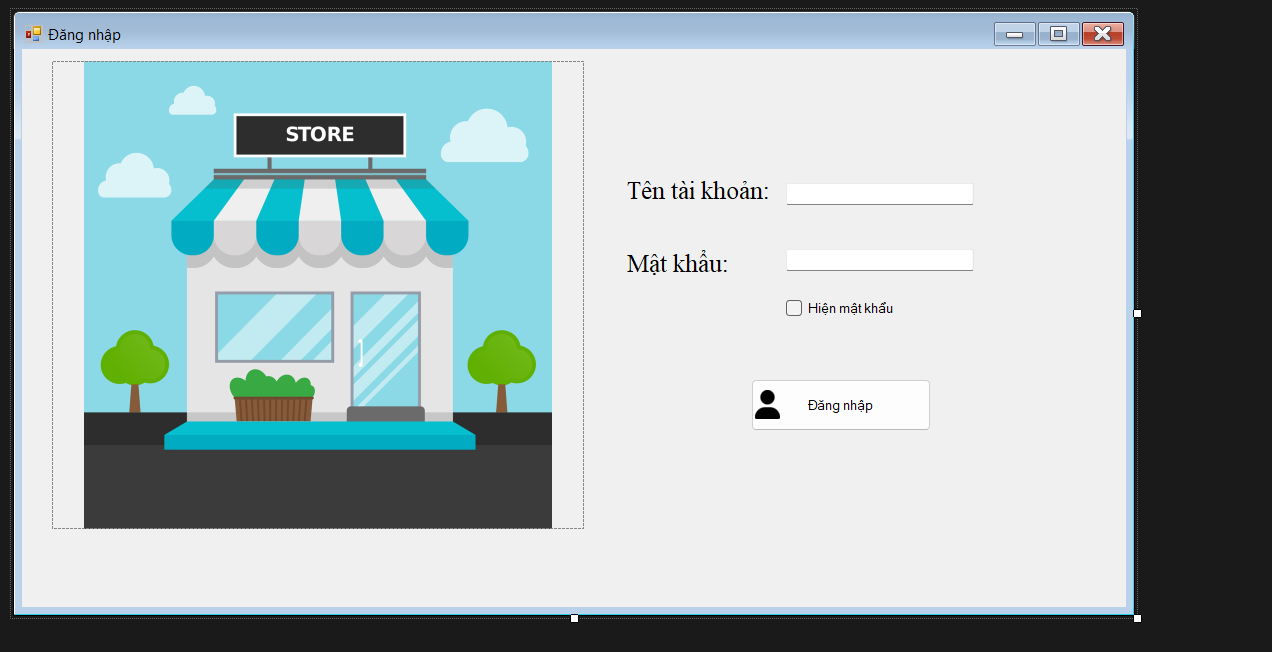 Đăng nhập
STORE
Tên tài khoản:
Mật khẩu:
Hiện mật khẩu
Đăng nhập